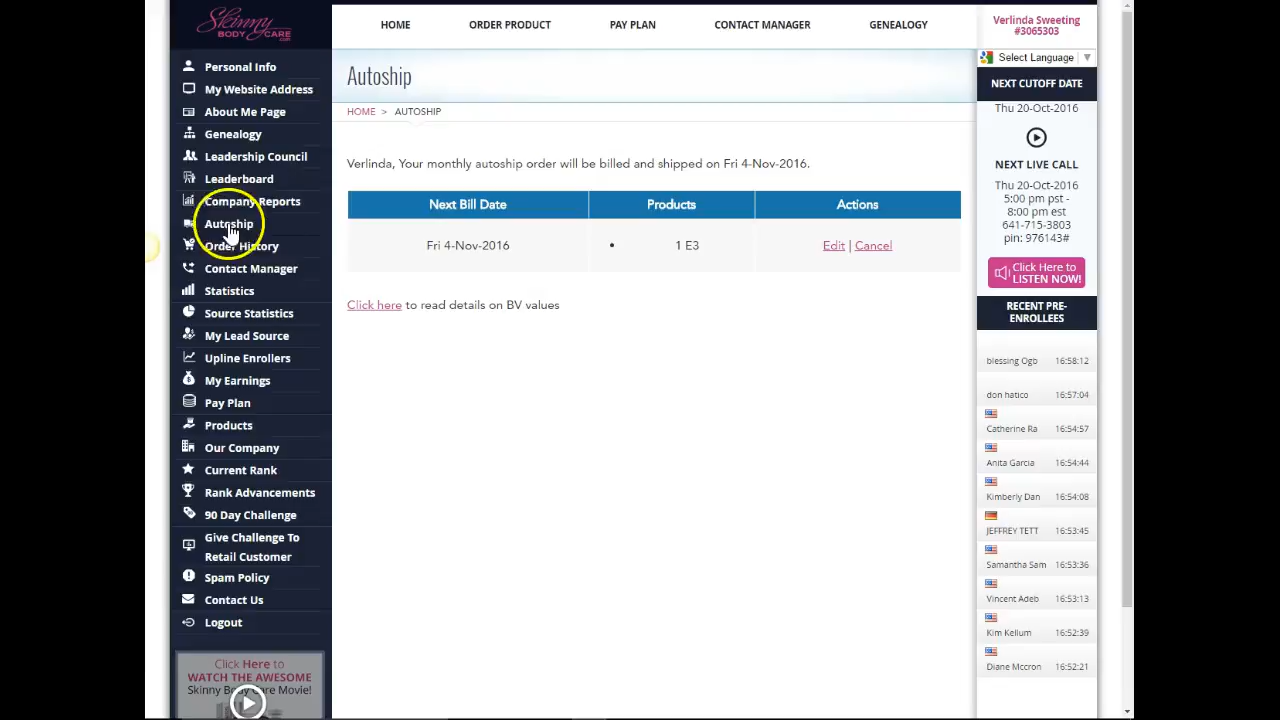 Skinny
BODY CARE
.com
HOME
ORDER PRODUCT
PAY PLAN
CONTACT MANAGER
GENEALOGY
Verlinda Sweeting
#3065303
Personal Info
My Website Address
About Me Page
Genealogy
Leadership Council
Leaderboard
Company Reports
Autoship
Order History
Contact Manager
Statistics
Source Statistics
My Lead Source
Upline Enrollers
My Earnings
Pay Plan
Products
Our Company
Current Rank
Rank Advancements
90 Day Challenge
Give Challenge To
Retail Customer
Spam Policy
Contact Us
Logout
Click Here to
WATCH THE AWESOME
Skinny Body Care Movie!
Autoship
HOME > AUTOSHIP
Verlinda, Your monthly autoship order will be billed and shipped on Fri 4-Nov-2016.
Next Bill Date Products Actions
Fri 4-Nov-2016 • 1 E3 Edit | Cancel
Click here to read details on BV values
Select Language ▼
NEXT CUTOFF DATE
Thu 20-Oct-2016
NEXT LIVE CALL
Thu 20-Oct-2016
5:00 pm pst -
8:00 pm est
641-715-3803
pin: 976143#
Click Here to
LISTEN NOW!
RECENT PRE-
ENROLLEES
blessing Ogb 16:58:12
don hatico 16:57:04
Catherine Ra 16:54:57
Anita Garcia 16:54:44
Kimberly Dan 16:54:08
JEFFREY TETT 16:53:45
Samantha Sam 16:53:36
Vincent Adeb 16:53:13
Kim Kellum 16:52:39
Diane Mccron 16:52:21